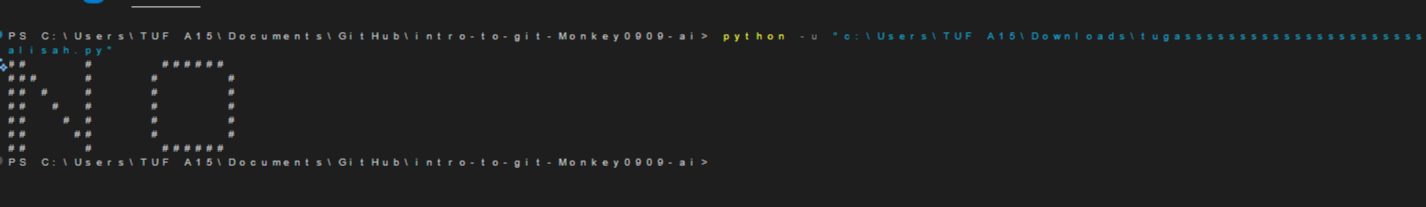 PS C:\Users\TUF A15\Documents\GitHub\intro-to-git-Monkey0909-ai> python -u "c:\Users\TUF A15\Downloads\tugasssssssssssssssssssssss
alisah.py"
##     #      ######
###    #     #      #
## #   #     #      #
##  #  #     #      #
##   # #     #      #
##    ##     #      #
##     #      ######
PS C:\Users\TUF A15\Documents\GitHub\intro-to-git-Monkey0909-ai>